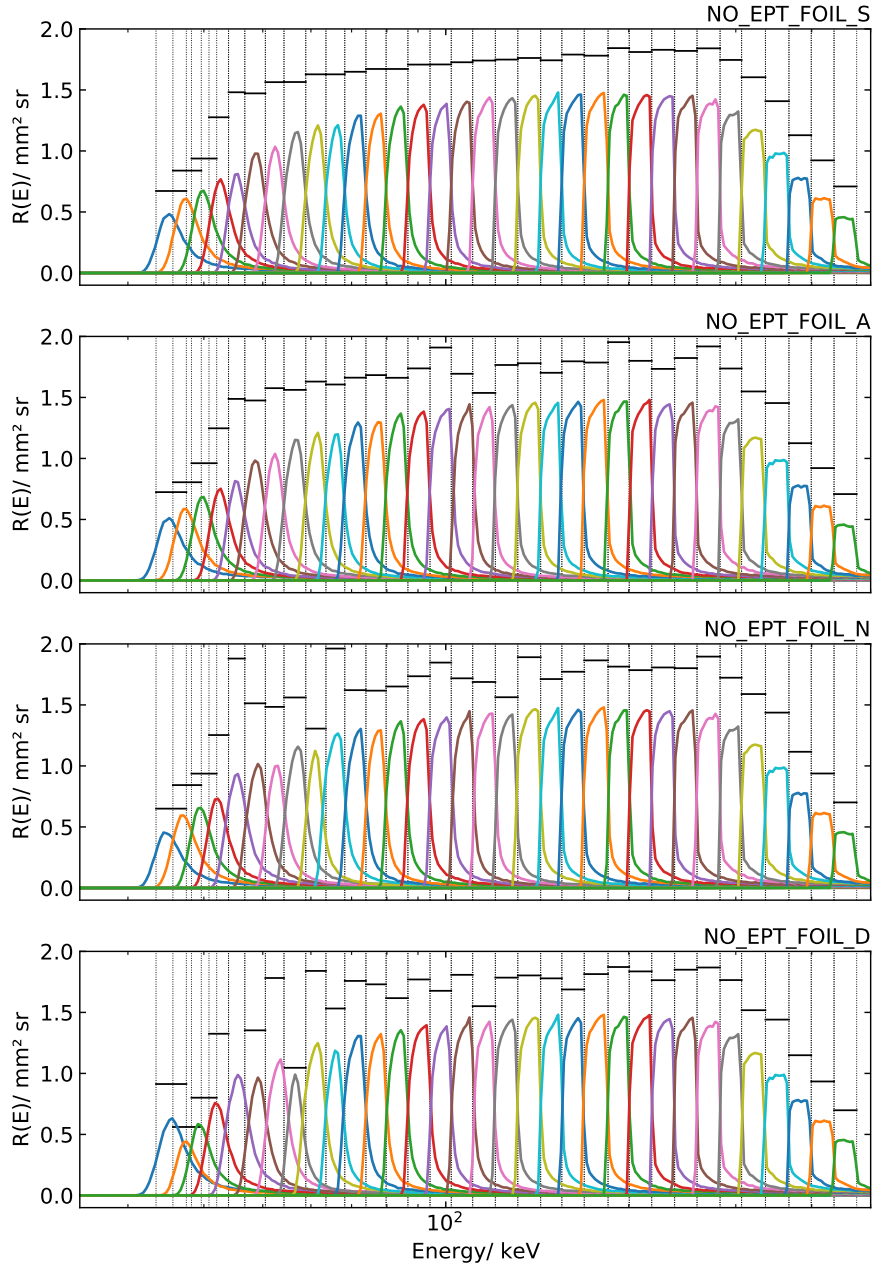 NO_EPT_FOIL_S
2.0
1.5
1.0
0.5
0.0
R(E)/ mm² sr
NO_EPT_FOIL_A
2.0
1.5
1.0
0.5
0.0
R(E)/ mm² sr
NO_EPT_FOIL_N
2.0
1.5
1.0
0.5
0.0
R(E)/ mm² sr
NO_EPT_FOIL_D
2.0
1.5
1.0
0.5
0.0
R(E)/ mm² sr
10²
Energy/ keV